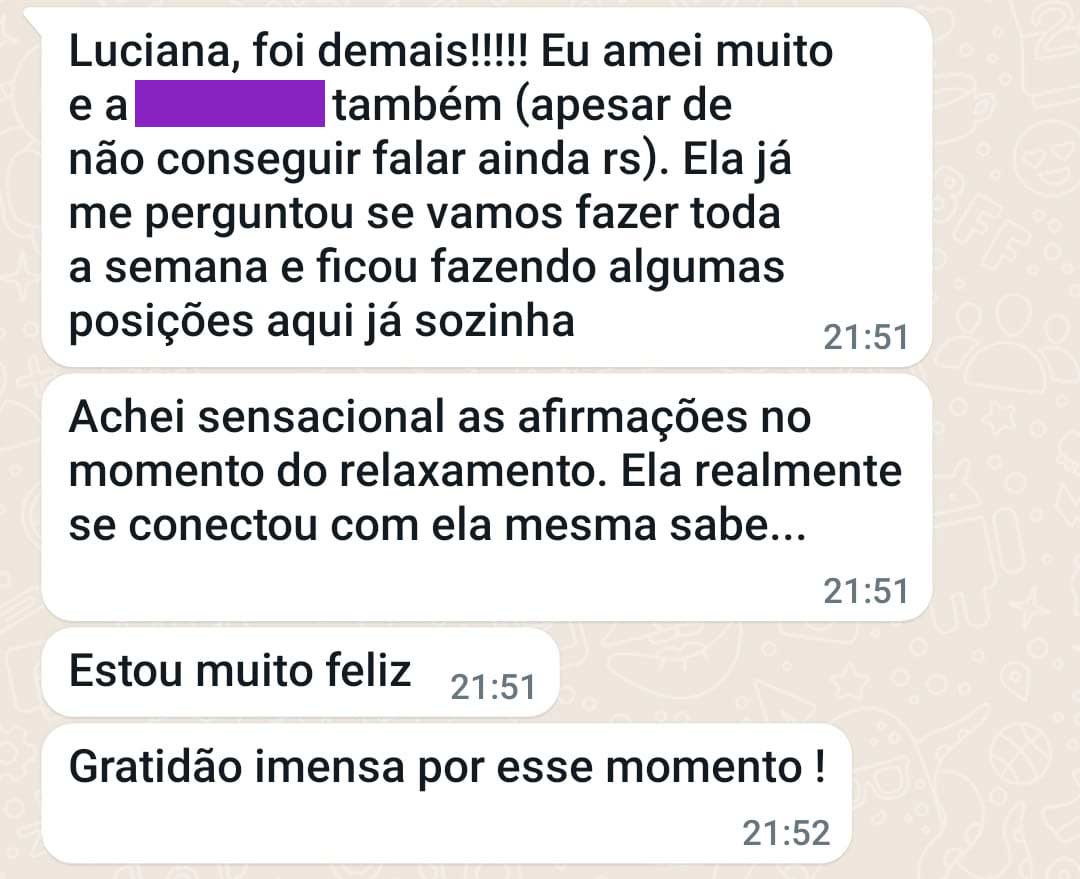 Luciana, foi demais!!!!! Eu amei muito
e a também (apesar de
não conseguir falar ainda rs). Ela já
me perguntou se vamos fazer toda
a semana e ficou fazendo algumas
posições aqui já sozinha
21:51
Achei sensacional as afirmações no
momento do relaxamento. Ela realmente
se conectou com ela mesma sabe...
21:51
Estou muito feliz 21:51
Gratidão imensa por esse momento !
21:52